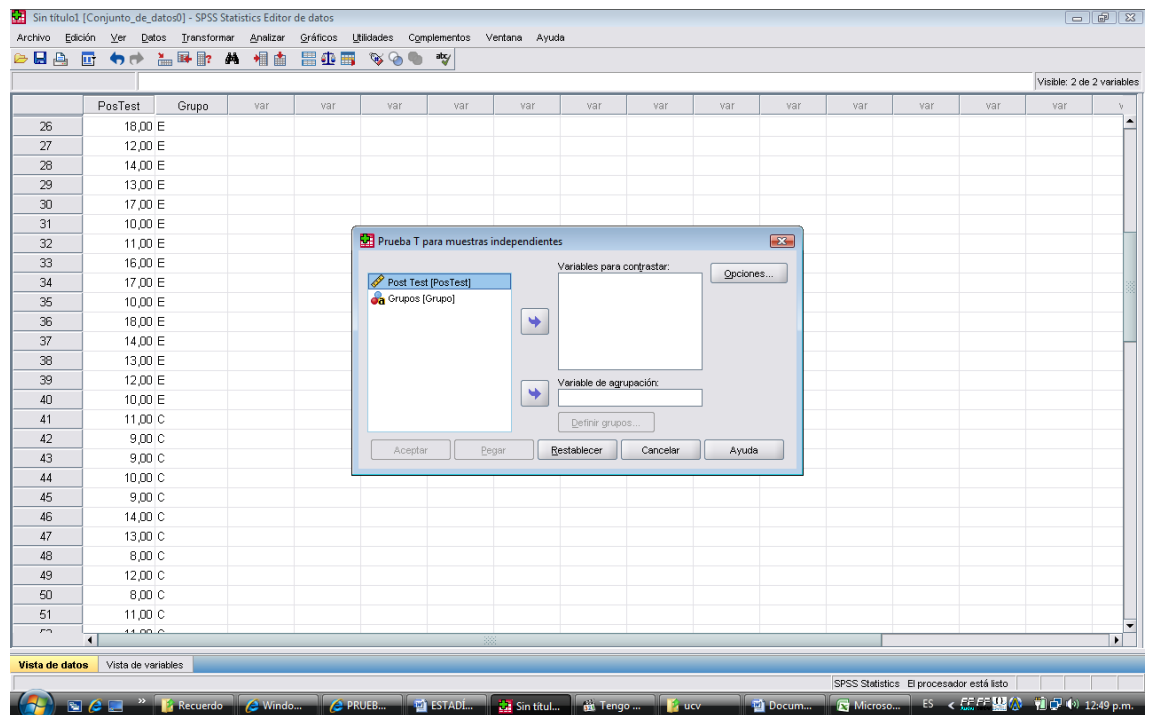 Sin título1 [Conjunto_de_datos0] - SPSS Statistics Editor de datos
Archivo Edición Ver Datos Transformar Analizar Gráficos Utilidades Complementos Ventana Ayuda
Visible: 2 de 2 variables
PosTest Grupo var var var var var var var var var var var var var v
26 18,00 E
27 12,00 E
28 14,00 E
29 13,00 E
30 17,00 E
31 10,00 E
32 11,00 E
33 16,00 E
34 17,00 E
35 10,00 E
36 18,00 E
37 14,00 E
38 13,00 E
39 12,00 E
40 10,00 E
41 11,00 C
42 9,00 C
43 9,00 C
44 10,00 C
45 9,00 C
46 14,00 C
47 13,00 C
48 8,00 C
49 12,00 C
50 8,00 C
51 11,00 C
Prueba T para muestras independientes
Variables para contrastar:
Opciones...
Post Test [PosTest]
Grupos [Grupo]
Variable de agrupación:
Definir grupos...
Aceptar Pegar Restablecer Cancelar Ayuda
Vista de datos Vista de variables
SPSS Statistics El procesador está listo
Recuerdo Windo... PRUEB... ESTADÍ... Sin títul... Tengo ... ucv Docum... Microso... ES 12:49 p.m.